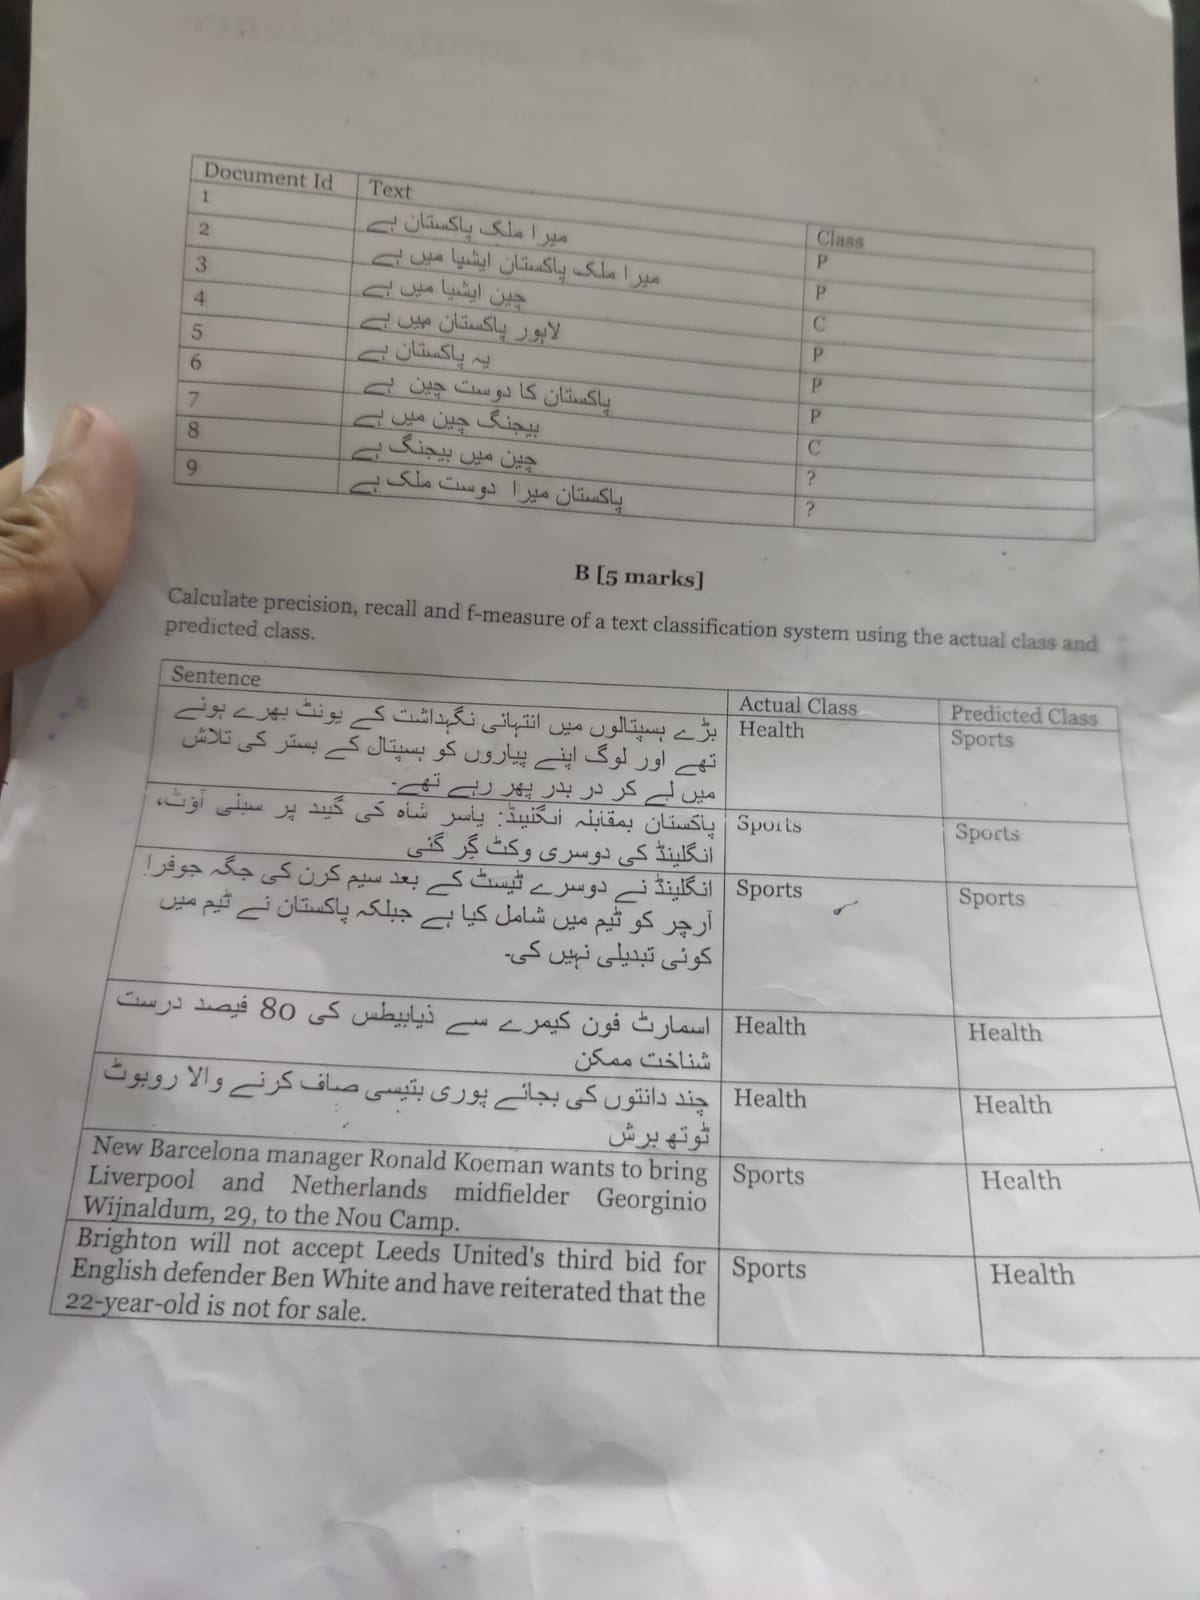 Document Id Text Class
1 میرا ملک پاکستان ہے P
2 میرا ملک پاکستان ایشیا میں ہے P
3 چین ایشیا میں ہے C
4 لاہور پاکستان میں ہے P
5 یہ پاکستان ہے P
6 پاکستان کا دوست چین ہے P
7 بیجنگ چین میں ہے C
8 چین میں بیجنگ ہے ?
9 پاکستان میرا دوست ملک ہے ?
B [5 marks]
Calculate precision, recall and f-measure of a text classification system using the actual class and
predicted class.
Sentence Actual Class Predicted Class
بڑے ہسپتالوں میں انتہائی نگہداشت کے یونٹ بھرے ہوئے Health Sports
تھے اور لوگ اپنے پیاروں کو ہسپتال کے بستر کی تلاش
میں لے کر در بدر پھر رہے تھے۔
پاکستان بمقابلہ انگلینڈ: یاسر شاہ کی گیند پر سبلی آؤٹ، Sports Sports
انگلینڈ کی دوسری وکٹ گِر گئی
انگلینڈ نے دوسرے ٹیسٹ کے بعد سیم کرن کی جگہ جوفرا Sports Sports
آرچر کو ٹیم میں شامل کیا ہے جبلکہ پاکستان نے ٹیم میں
کوئی تبدیلی نہیں کی۔
اسمارٹ فون کیمرے سے ذیابیطس کی 80 فیصد درست Health Health
شناخت ممکن
چند دانتوں کی بجائے پوری بتیسی صاف کرنے والا روبوٹ Health Health
ٹوتھ برش
New Barcelona manager Ronald Koeman wants to bring Sports Health
Liverpool and Netherlands midfielder Georginio
Wijnaldum, 29, to the Nou Camp.
Brighton will not accept Leeds United's third bid for Sports Health
English defender Ben White and have reiterated that the
22-year-old is not for sale.